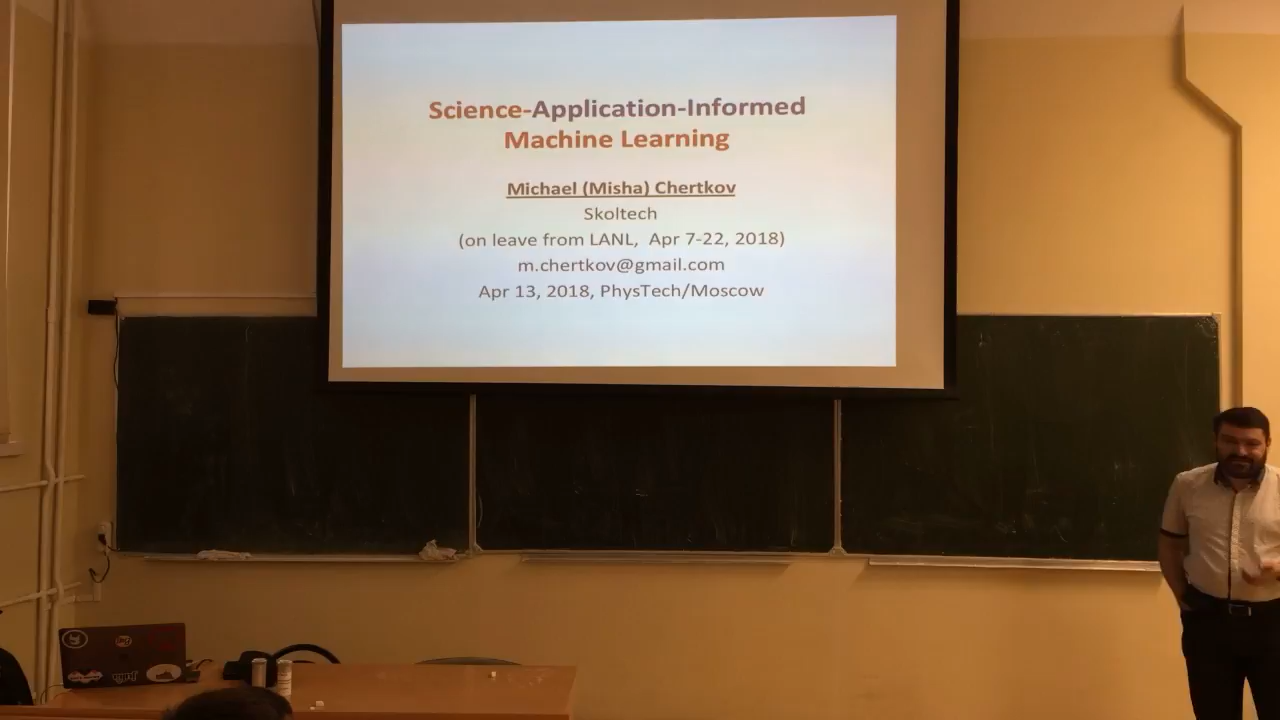 Science-Application-Informed
Machine Learning
Michael (Misha) Chertkov
Skoltech
(on leave from LANL, Apr 7-22, 2018)
m.chertkov@gmail.com
Apr 13, 2018, PhysTech/Moscow